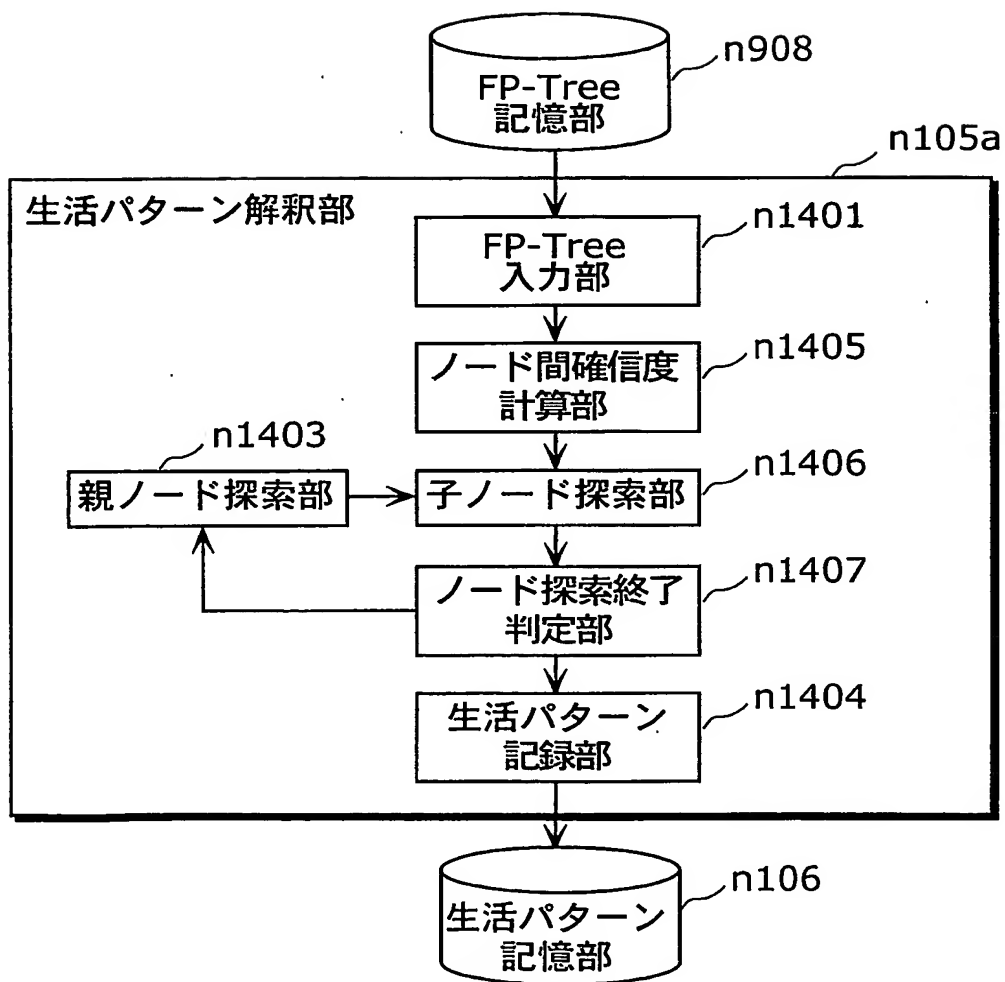 n908
FP-Tree
記憶部
n105a
生活パターン解釈部
n1401
FP-Tree
入力部
n1405
ノード間確信度
計算部
n1403
n1406
親ノード探索部
子ノード探索部
n1407
ノード探索終了
判定部
n1404
生活パターン
記録部
n106
生活パターン
記憶部